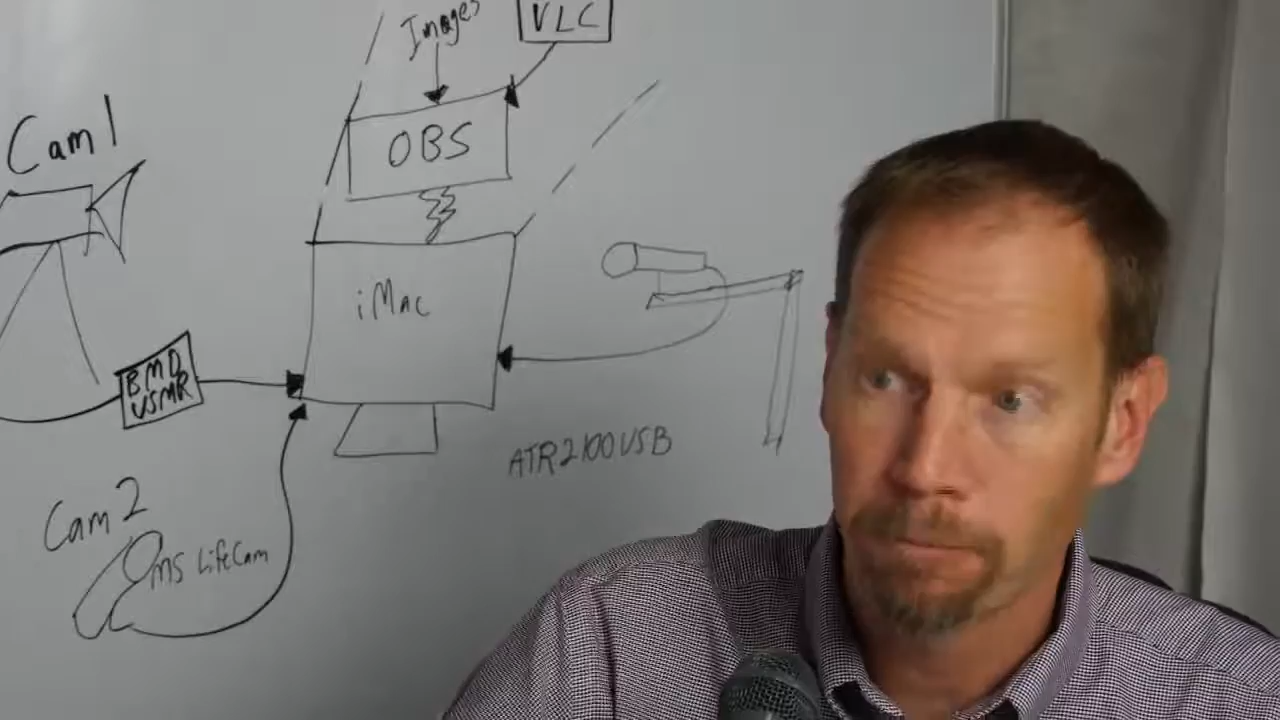 Images
VLC
Cam 1
OBS
iMac
BMD
USMR
ATR2100USB
Cam 2
MS LifeCam